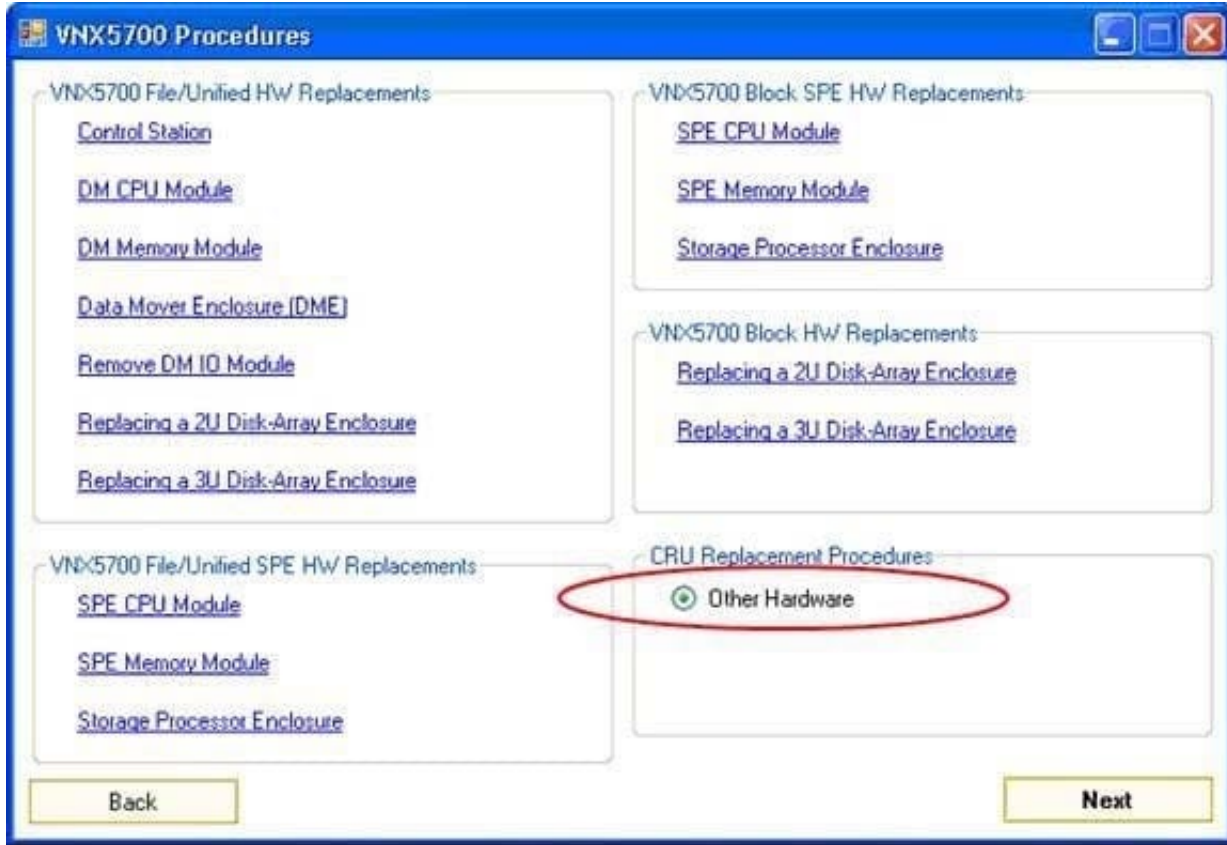 VNX5700 Procedures
VNX5700 File/Unified HW Replacements
Control Station
DM CPU Module
DM Memory Module
Data Mover Enclosure (DME)
Remove DM IO Module
Replacing a 2U Disk-Array Enclosure
Replacing a 3U Disk-Array Enclosure
VNX5700 File/Unified SPE HW Replacements
SPE CPU Module
SPE Memory Module
Storage Processor Enclosure
VNX5700 Block SPE HW Replacements
SPE CPU Module
SPE Memory Module
Storage Processor Enclosure
VNX5700 Block HW Replacements
Replacing a 2U Disk-Array Enclosure
Replacing a 3U Disk-Array Enclosure
CRU Replacement Procedures
Other Hardware
Back
Next